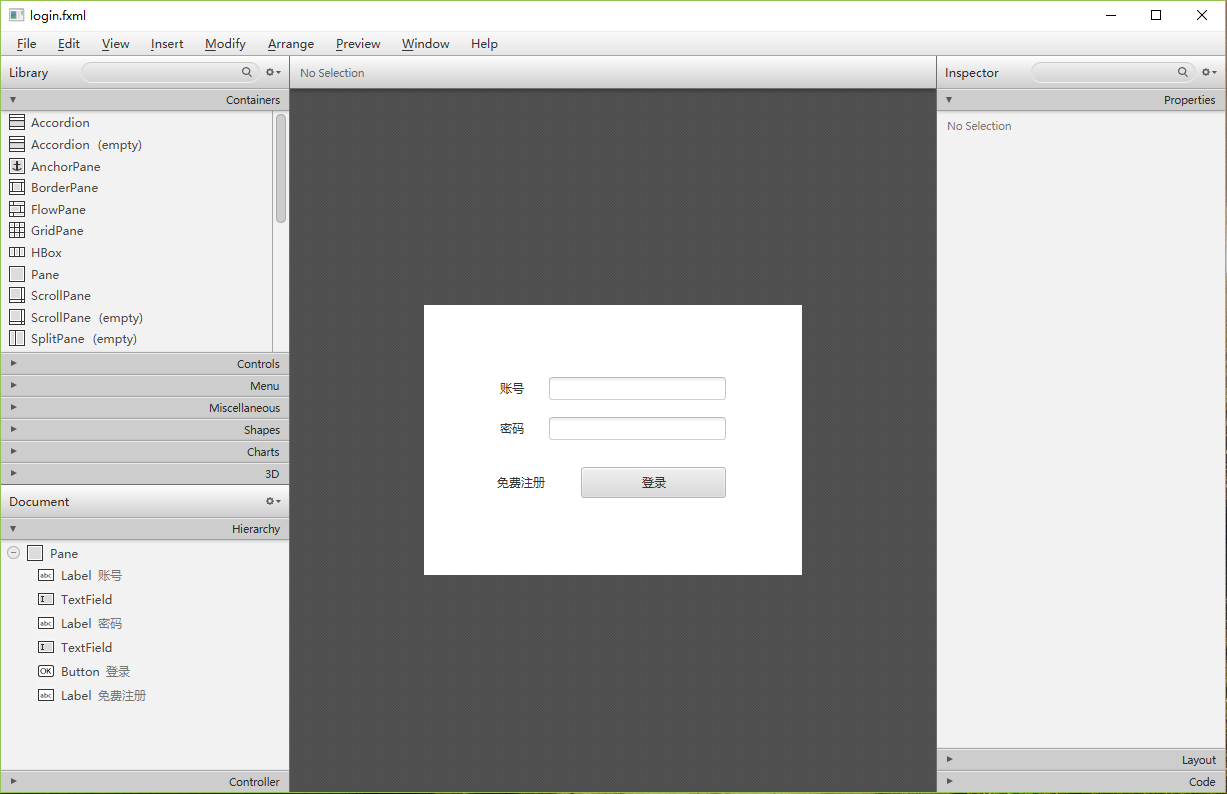 login.fxml
File Edit View Insert Modify Arrange Preview Window Help
Library
Containers
Accordion
Accordion (empty)
AnchorPane
BorderPane
FlowPane
GridPane
HBox
Pane
ScrollPane
ScrollPane (empty)
SplitPane (empty)
Controls
Menu
Miscellaneous
Shapes
Charts
3D
Document
Hierarchy
Pane
abc Label 账号
TextField
abc Label 密码
TextField
OK Button 登录
abc Label 免费注册
Controller
No Selection
账号
密码
免费注册 登录
Inspector
Properties
No Selection
Layout
Code